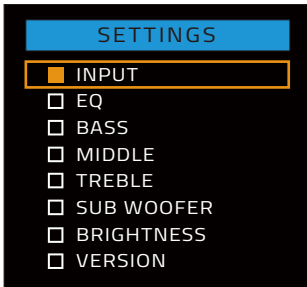 SETTINGS
INPUT
EQ
BASS
MIDDLE
TREBLE
SUB WOOFER
BRIGHTNESS
VERSION